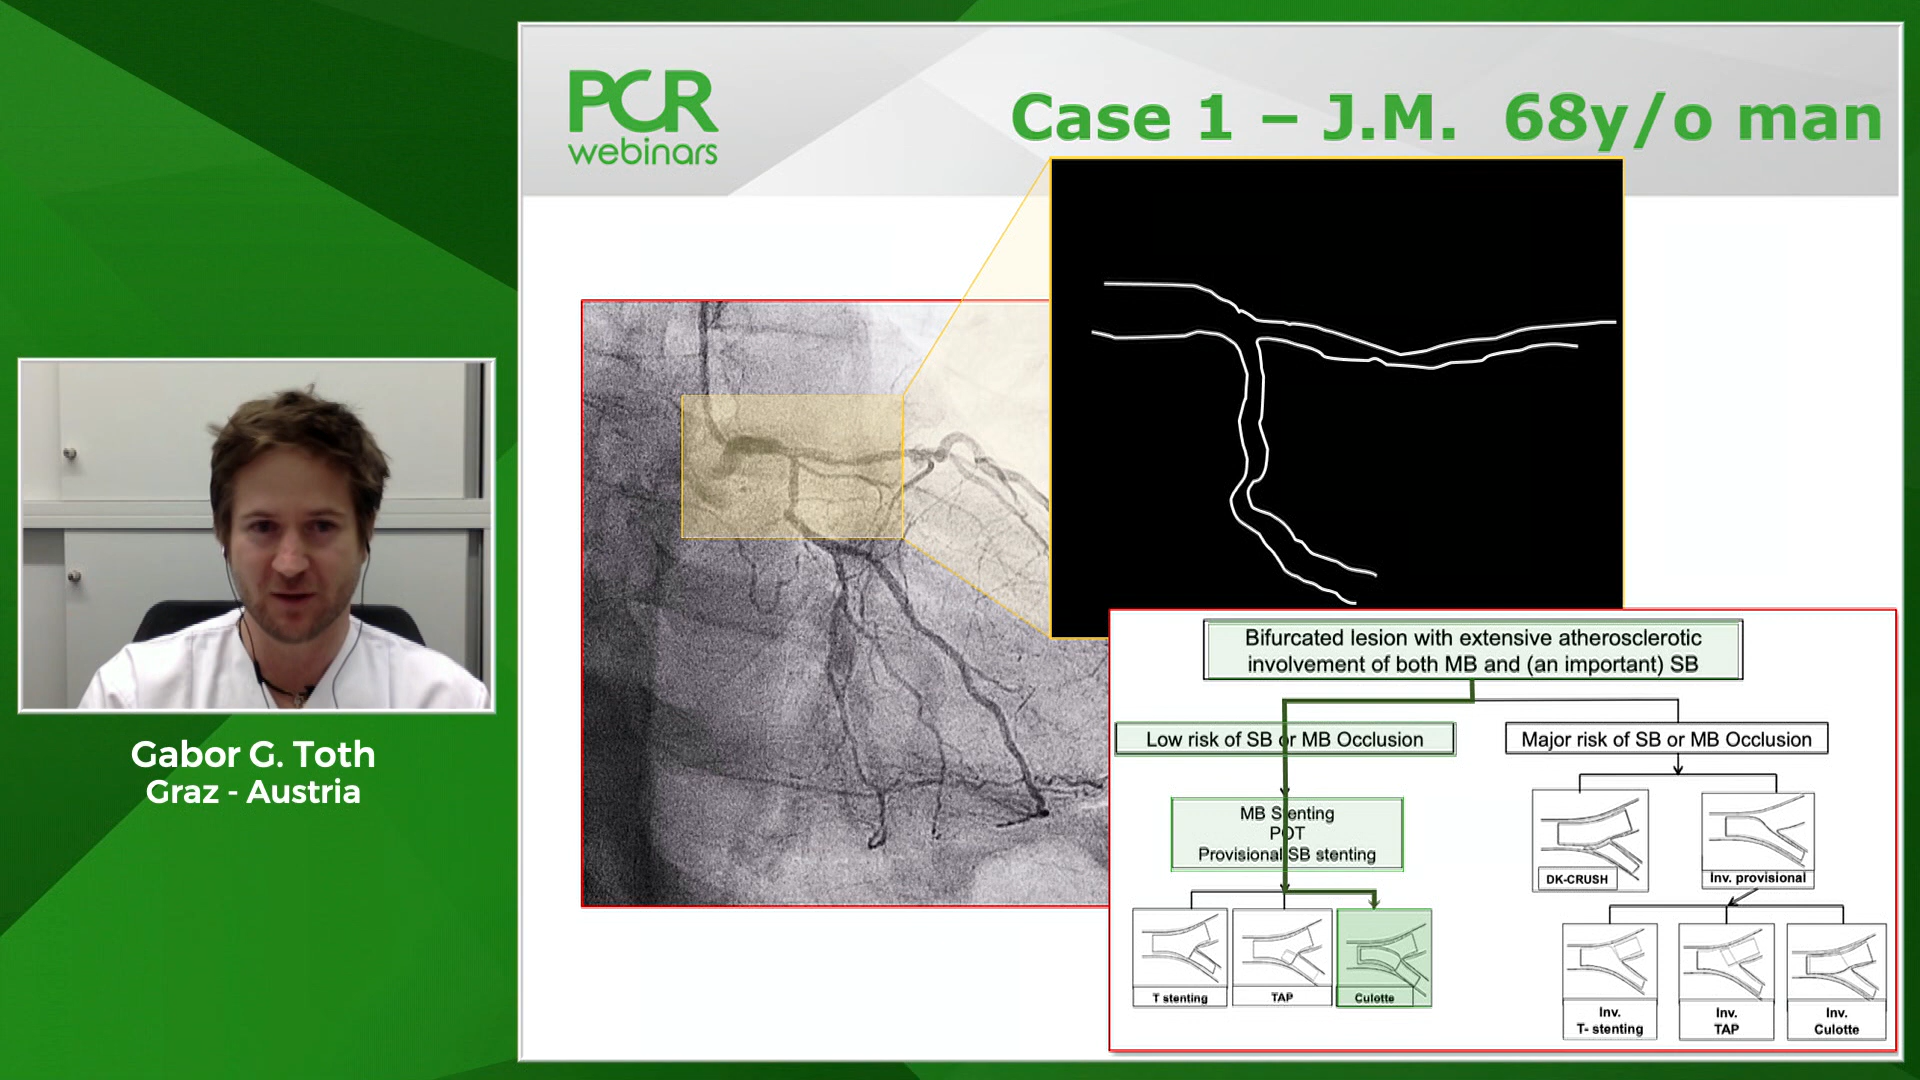 PCR
webinars
Case 1 – J.M. 68y/o man
Gabor G. Toth
Graz - Austria
Bifurcated lesion with extensive atherosclerotic
involvement of both MB and (an important) SB
Low risk of SB or MB Occlusion
Major risk of SB or MB Occlusion
MB Stenting
POT
Provisional SB stenting
DK-CRUSH
Inv. provisional
T stenting
TAP
Culotte
Inv.
T- stenting
Inv.
TAP
Inv.
Culotte